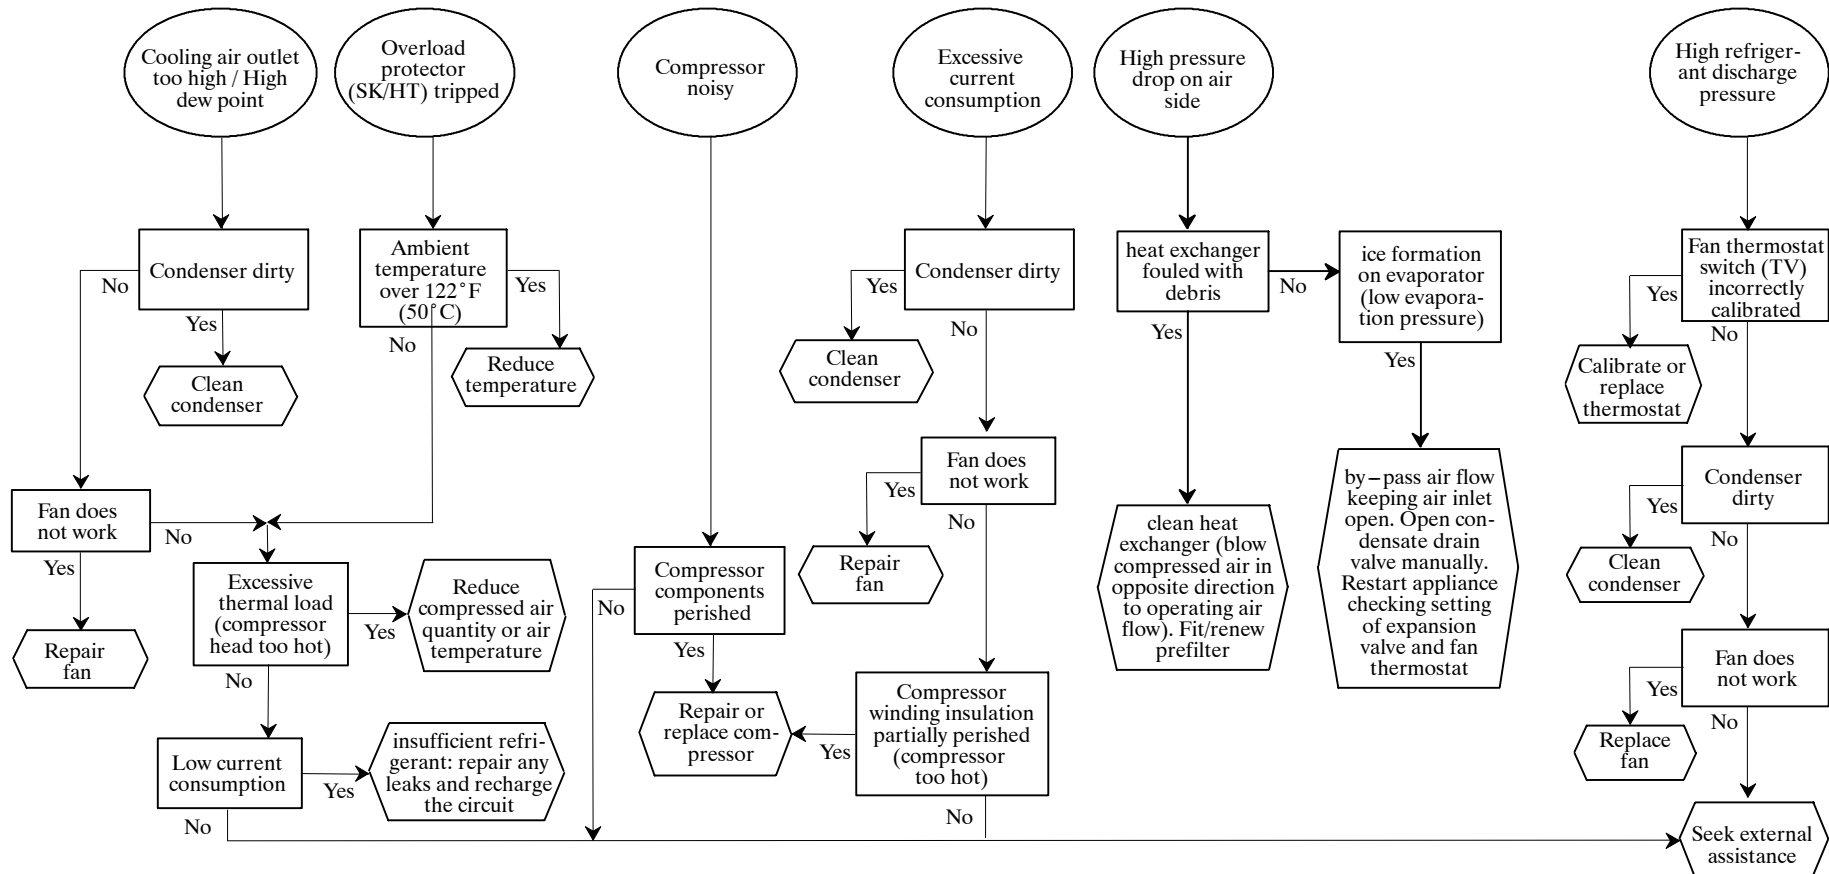 Cooling air outlet
too high / High
dew point
Overload
protector
(SK/HT) tripped
Compressor
noisy
Excessive
current
consumption
High pressure
drop on air
side
High refriger-
ant discharge
pressure
Condenser dirty
No
Yes
Clean
condenser
Ambient
temperature
over 122°F
(50°C)
Yes
No
Reduce
temperature
Condenser dirty
Yes
No
Clean
condenser
heat exchanger
fouled with
debris
No
Yes
ice formation
on evaporator
(low evapora-
tion pressure)
Yes
Fan thermostat
switch (TV)
incorrectly
calibrated
Yes
No
Calibrate or
replace
thermostat
Fan does
not work
No
Yes
Repair
fan
Excessive
thermal load
(compressor
head too hot)
Yes
No
Reduce
compressed air
quantity or air
temperature
Low current
consumption
Yes
No
insufficient refri-
gerant: repair any
leaks and recharge
the circuit
Compressor
components
perished
No
Yes
Repair or
replace com-
pressor
Fan does
not work
Yes
No
Repair
fan
Compressor
winding insulation
partially perished
(compressor
too hot)
Yes
No
clean heat
exchanger (blow
compressed air in
opposite direction
to operating air
flow). Fit/renew
prefilter
by-pass air flow
keeping air inlet
open. Open con-
densate drain
valve manually.
Restart appliance
checking setting
of expansion
valve and fan
thermostat
Condenser
dirty
Yes
No
Clean
condenser
Fan does
not work
Yes
No
Replace
fan
Seek external
assistance